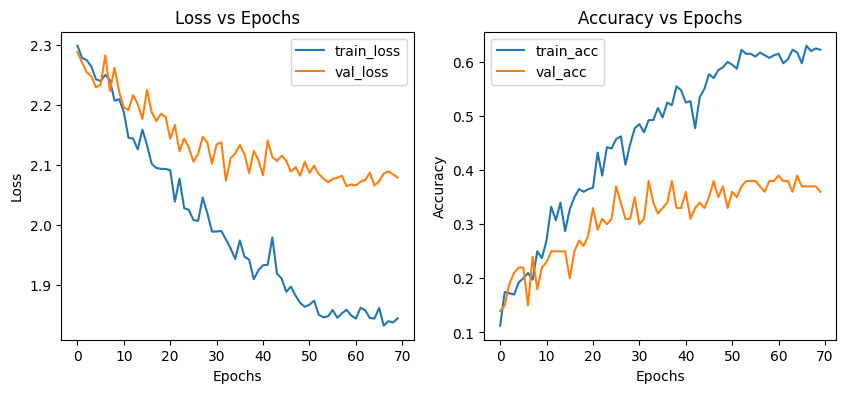 Loss vs Epochs
train_loss
val_loss
2.3
2.2
2.1
2.0
1.9
0
10
20
30
40
50
60
70
Loss
Epochs
Accuracy vs Epochs
train_acc
val_acc
0.6
0.5
0.4
0.3
0.2
0.1
0
10
20
30
40
50
60
70
Accuracy
Epochs